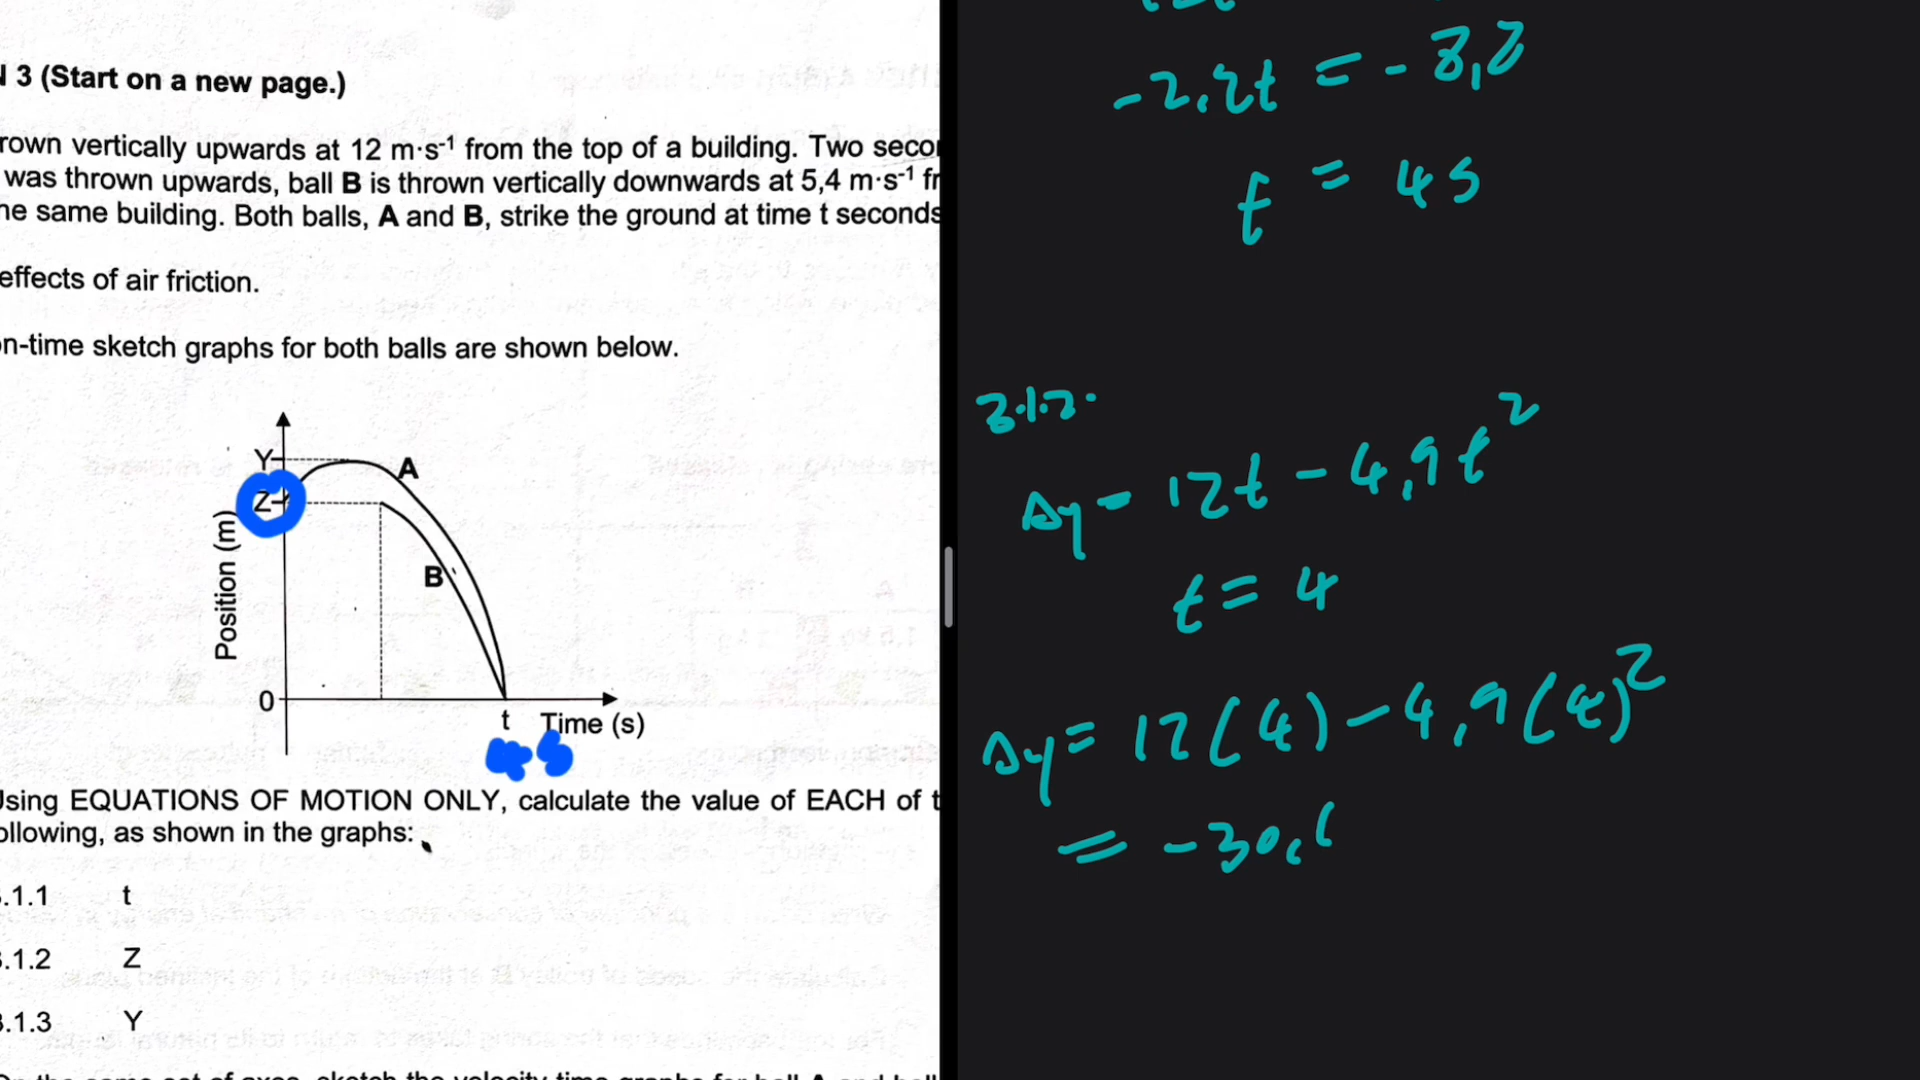 3 (Start on a new page.)
rown vertically upwards at 12 m·s⁻¹ from the top of a building. Two seco
was thrown upwards, ball B is thrown vertically downwards at 5,4 m·s⁻¹ fr
he same building. Both balls, A and B, strike the ground at time t seconds
effects of air friction.
on-time sketch graphs for both balls are shown below.
Y
A
Z
B
Position (m)
0
t Time (s)
Using EQUATIONS OF MOTION ONLY, calculate the value of EACH of t
ollowing, as shown in the graphs:
.1.1 t
.1.2 Z
3.1.3 Y
-2,2t = -8,8
t = 4s
3.1.2.
Δy = 12t - 4,9t²
t = 4
Δy = 12(4) - 4,9(4)²
= -30,